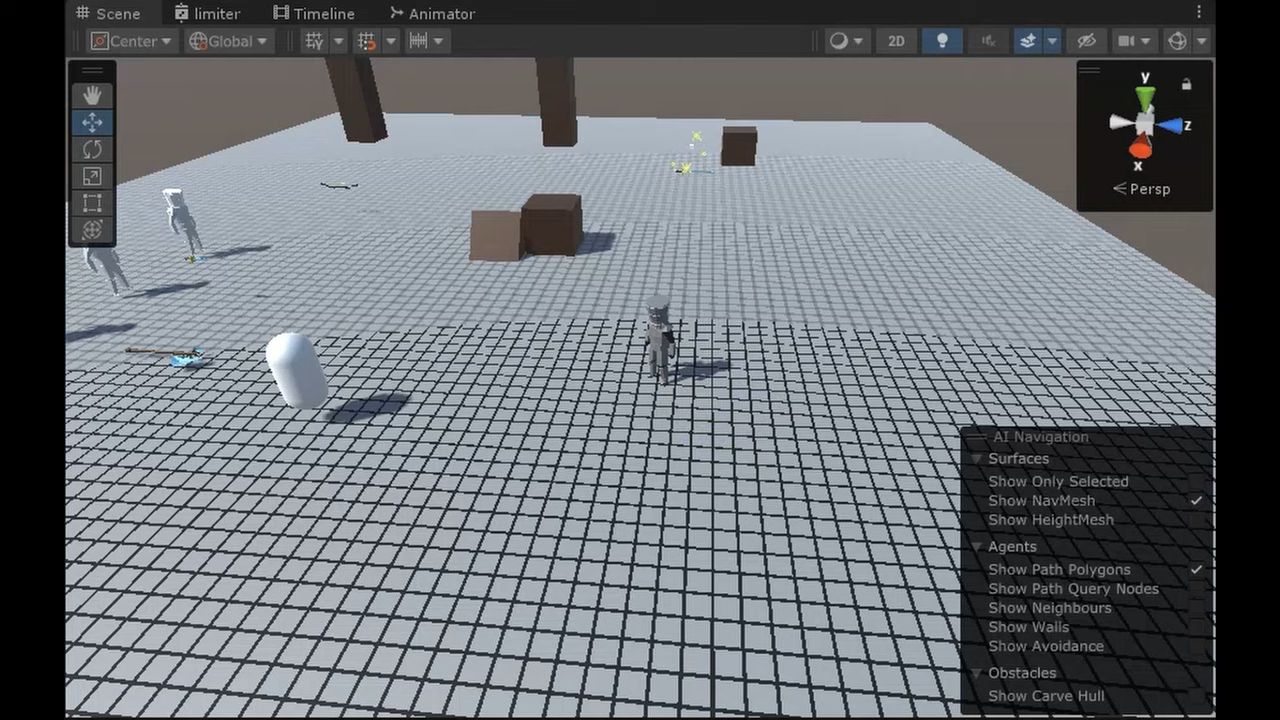 Scene limiter Timeline Animator
Center Global 2D
y
z
x
Persp
AI Navigation
Surfaces
Show Only Selected
Show NavMesh
Show HeightMesh
Agents
Show Path Polygons
Show Path Query Nodes
Show Neighbours
Show Walls
Show Avoidance
Obstacles
Show Carve Hull